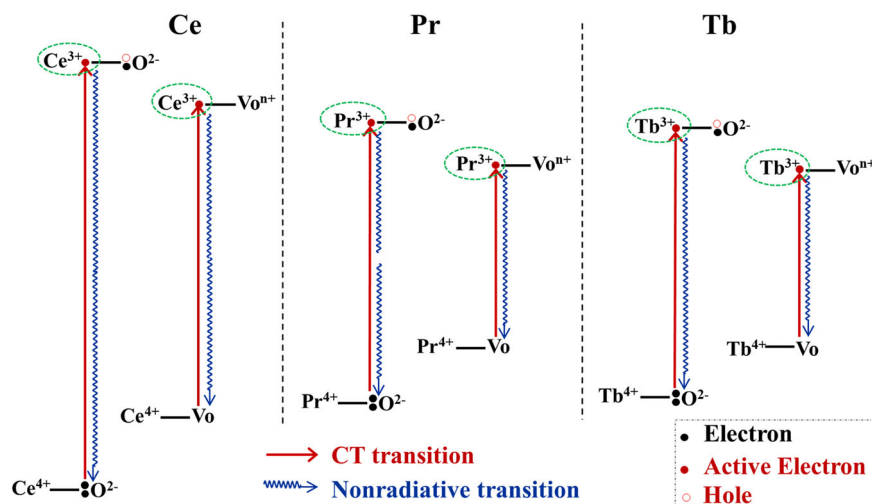 Ce
Pr
Tb
Ce³⁺
O²⁻
Ce³⁺
Voⁿ⁺
Pr³⁺
O²⁻
Pr³⁺
Voⁿ⁺
Tb³⁺
O²⁻
Tb³⁺
Voⁿ⁺
Ce⁴⁺
Vo
Ce⁴⁺
O²⁻
Pr⁴⁺
Vo
Pr⁴⁺
O²⁻
Tb⁴⁺
Vo
Tb⁴⁺
O²⁻
CT transition
Nonradiative transition
Electron
Active Electron
Hole